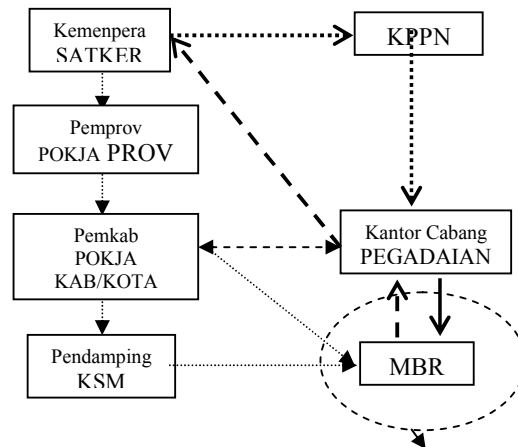 Kemenpera
SATKER
KPPN
Pemprov
POKJA PROV
Pemkab
POKJA
KAB/KOTA
Kantor Cabang
PEGADAIAN
Pendamping
KSM
MBR